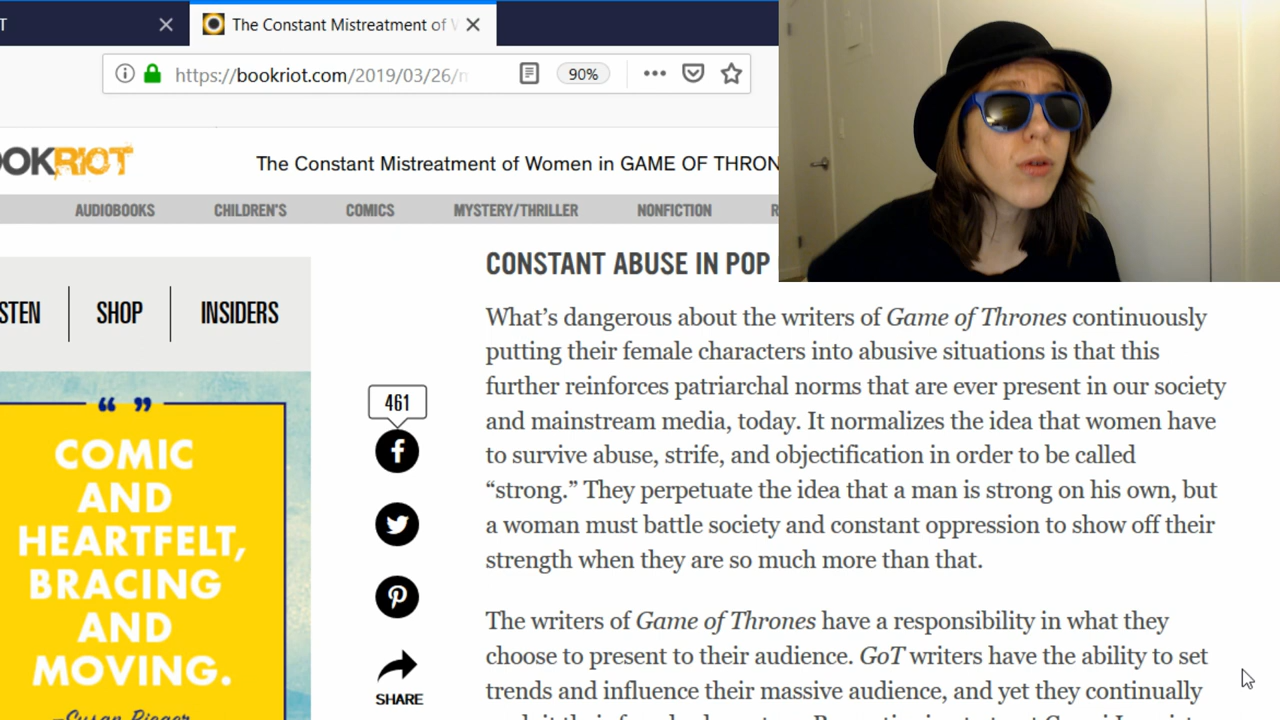 T
The Constant Mistreatment of W
https://bookriot.com/2019/03/26/n
90%
OOKRIOT
The Constant Mistreatment of Women in GAME OF THRON
AUDIOBOOKS CHILDREN'S COMICS MYSTERY/THRILLER NONFICTION R
STEN SHOP INSIDERS
CONSTANT ABUSE IN POP
What's dangerous about the writers of Game of Thrones continuously
putting their female characters into abusive situations is that this
further reinforces patriarchal norms that are ever present in our society
and mainstream media, today. It normalizes the idea that women have
to survive abuse, strife, and objectification in order to be called
“strong.” They perpetuate the idea that a man is strong on his own, but
a woman must battle society and constant oppression to show off their
strength when they are so much more than that.
The writers of Game of Thrones have a responsibility in what they
choose to present to their audience. GoT writers have the ability to set
trends and influence their massive audience, and yet they continually
461
SHARE
“ ”
COMIC
AND
HEARTFELT,
BRACING
AND
MOVING.
–Susan Rieger